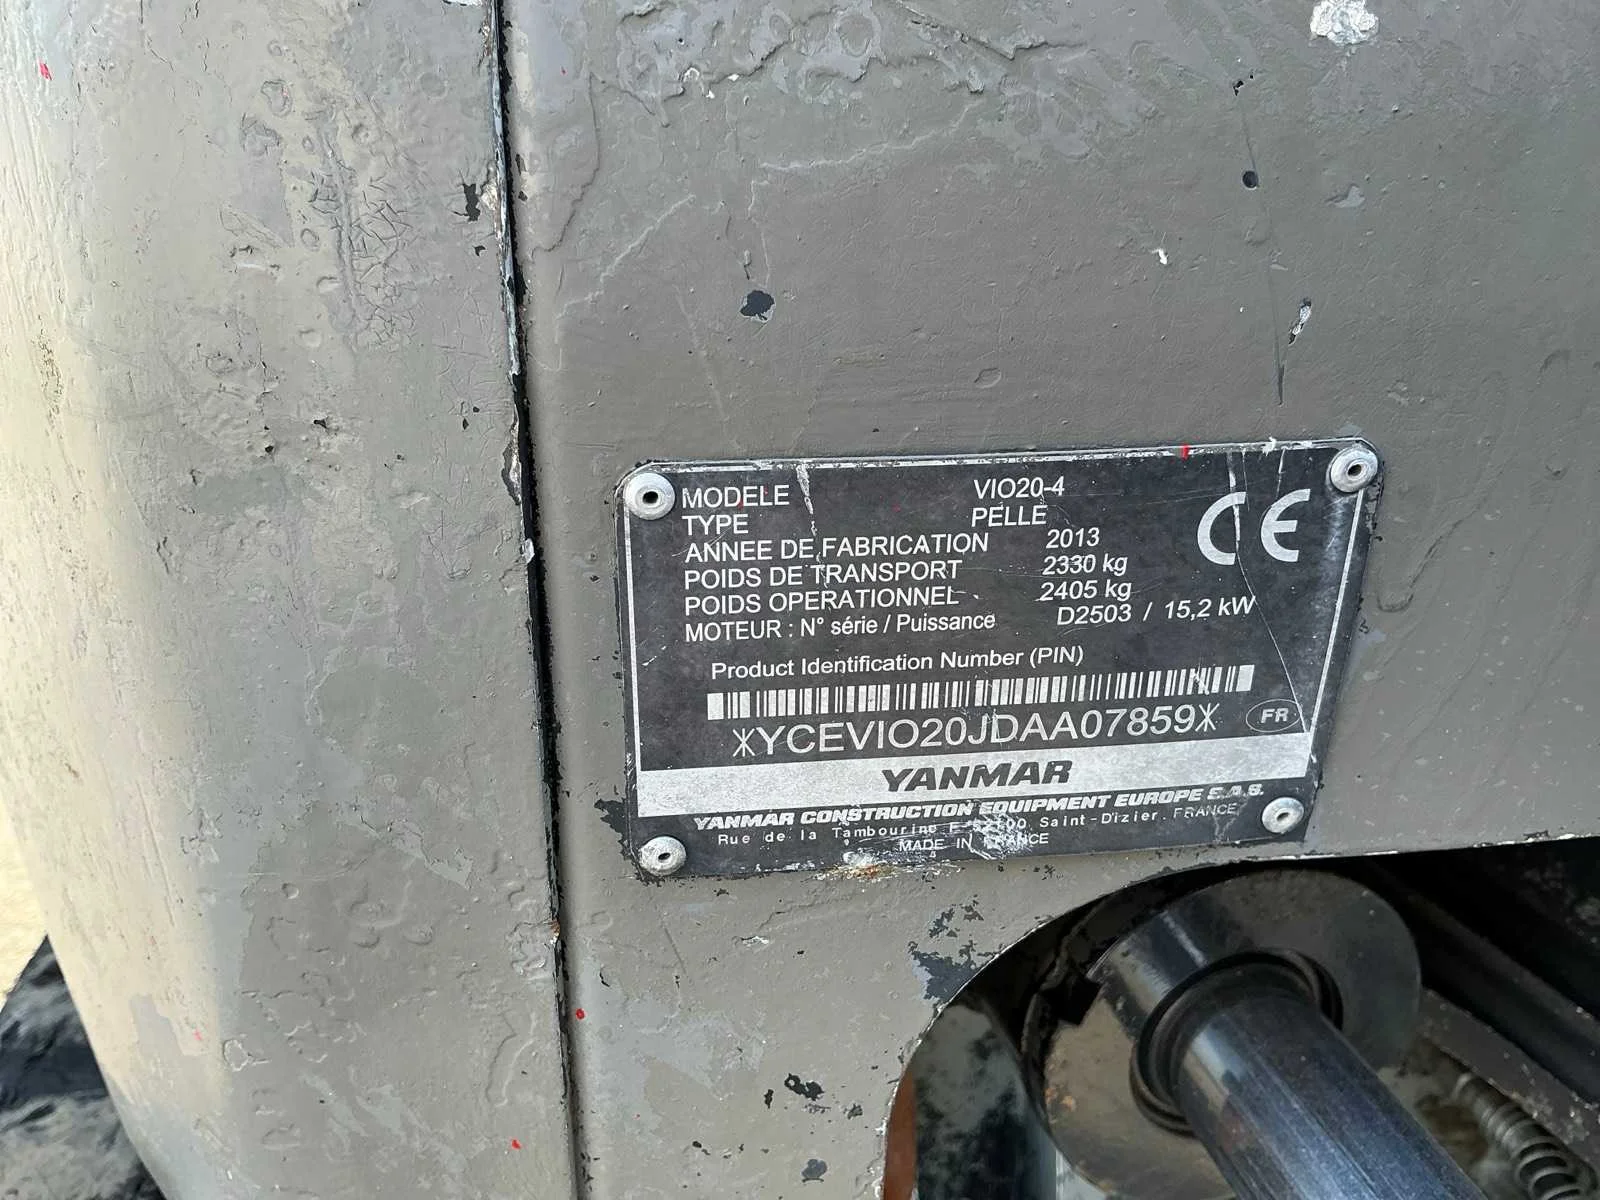 MODELE VIO20-4
TYPE PELLE
ANNEE DE FABRICATION 2013
POIDS DE TRANSPORT 2330 kg
POIDS OPERATIONNEL 2405 kg
MOTEUR : N° série / Puissance D2503 / 15,2 kW
CE
Product Identification Number (PIN)
*YCEVIO20JDAA07859*
FR
YANMAR
YANMAR CONSTRUCTION EQUIPMENT EUROPE S.A.S.
Rue de la Tambourine F-52100 Saint-Dizier. FRANCE
MADE IN FRANCE